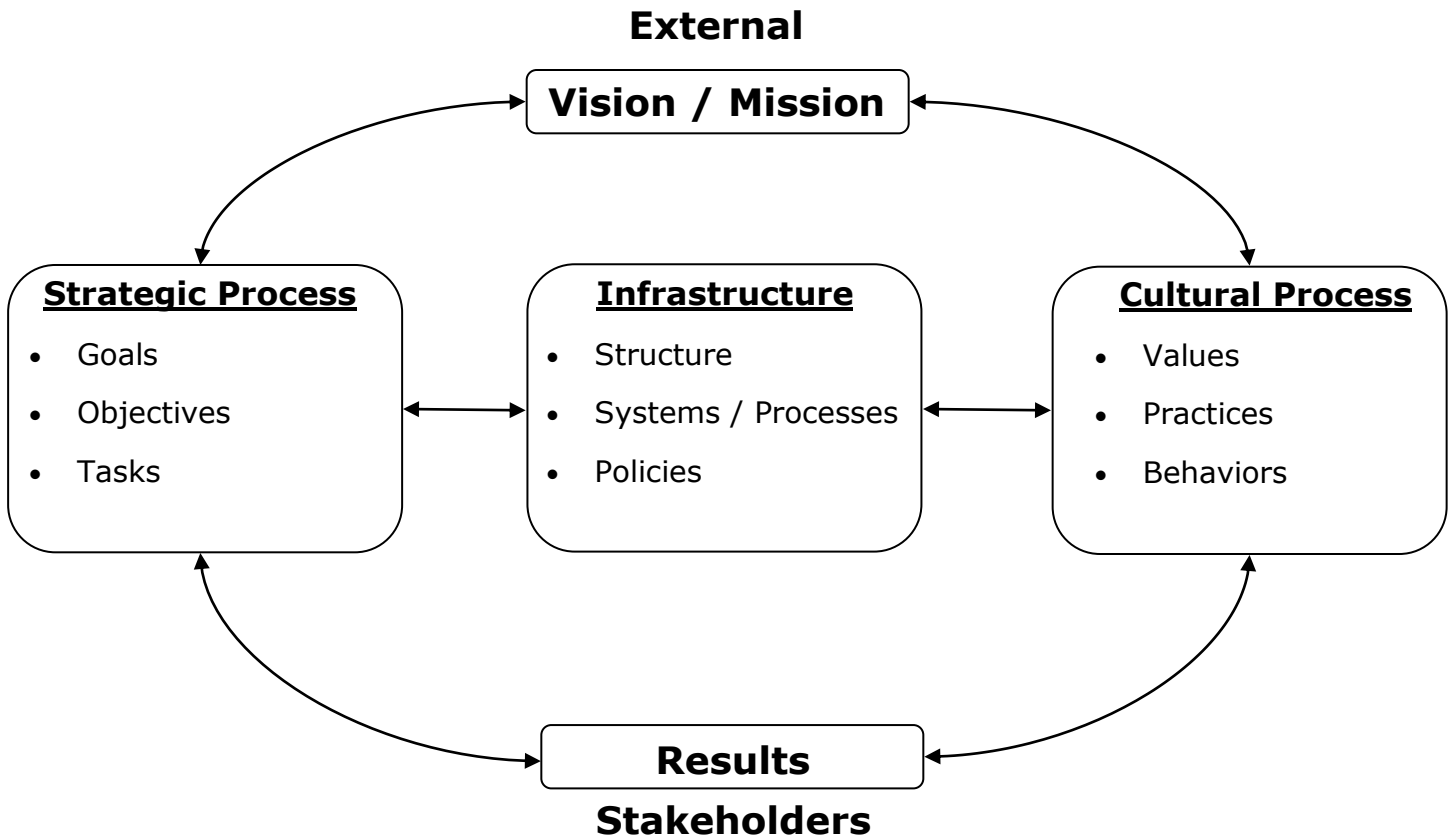 External
Vision / Mission
Strategic Process
• Goals
• Objectives
• Tasks
Infrastructure
• Structure
• Systems / Processes
• Policies
Cultural Process
• Values
• Practices
• Behaviors
Results
Stakeholders